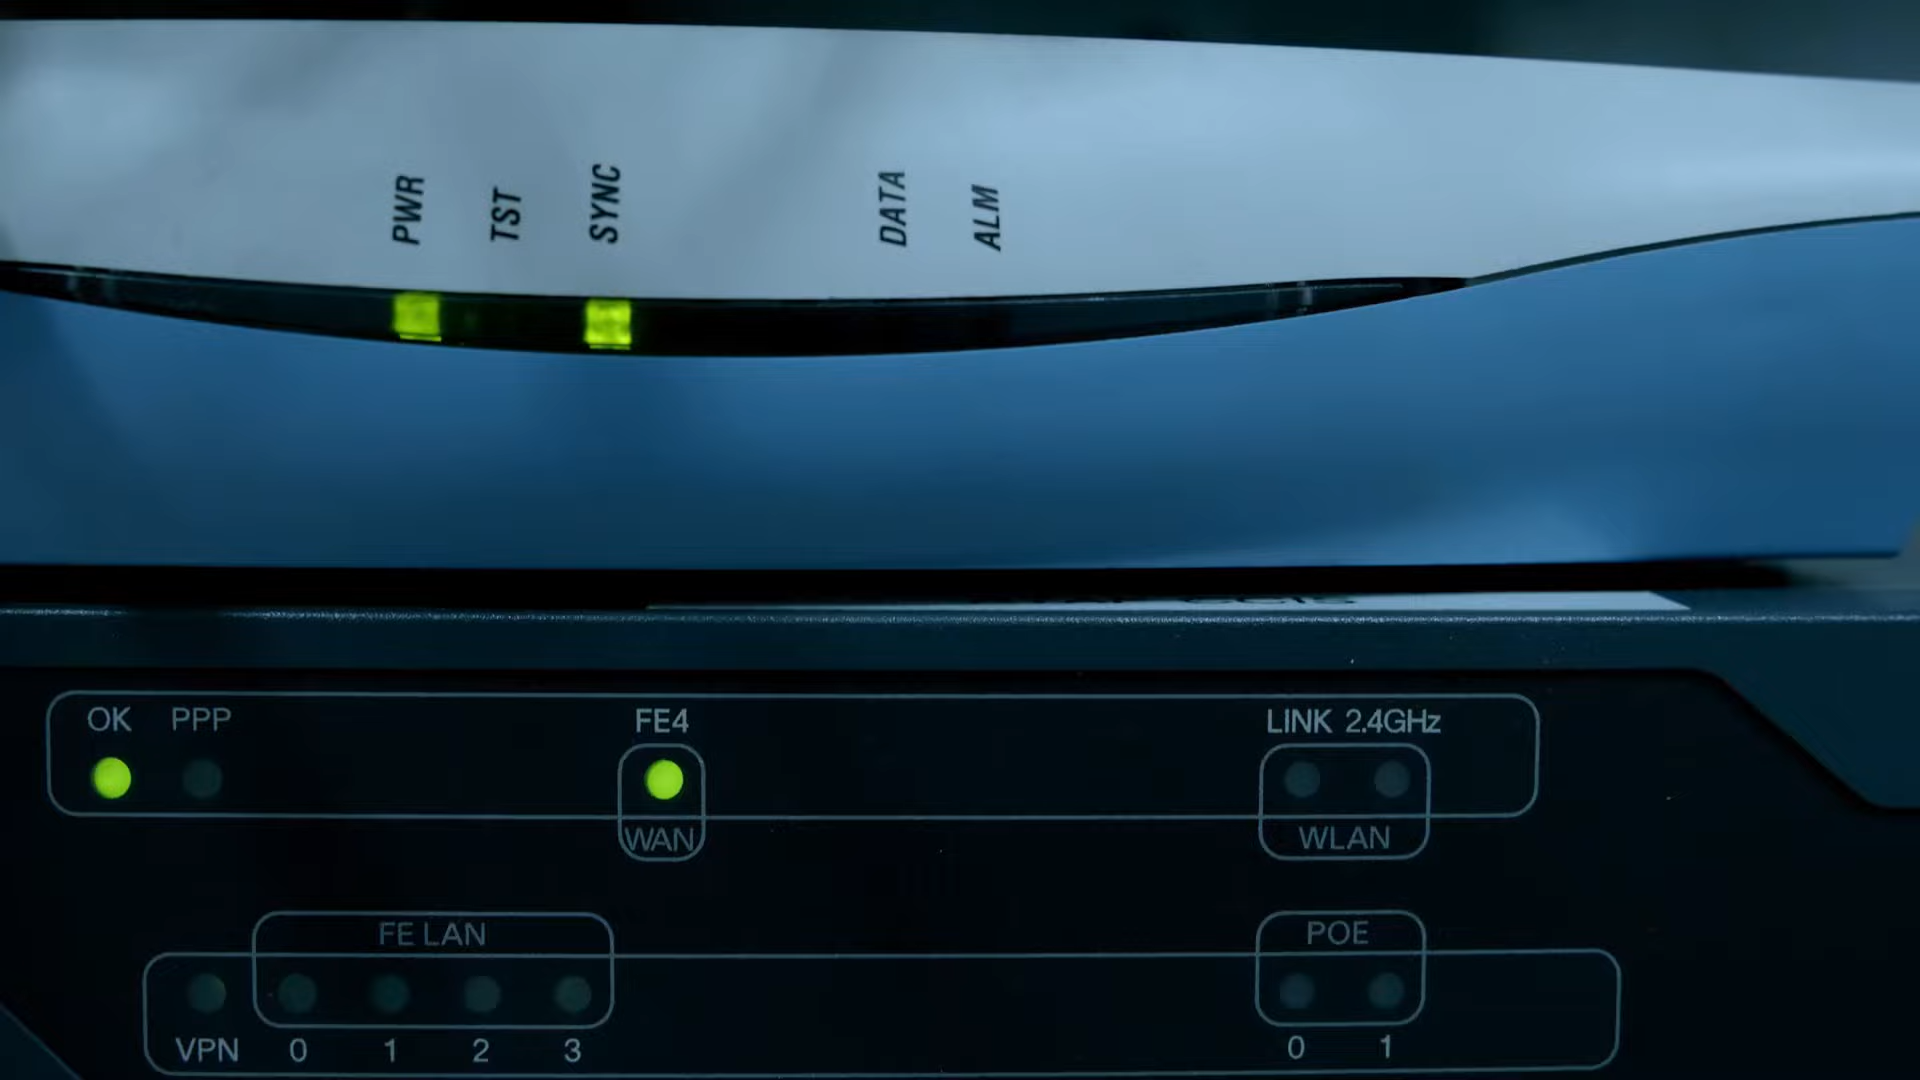 PWR TST SYNC DATA ALM
OK PPP FE4 LINK 2.4GHz
WAN WLAN
FE LAN POE
VPN 0 1 2 3 0 1